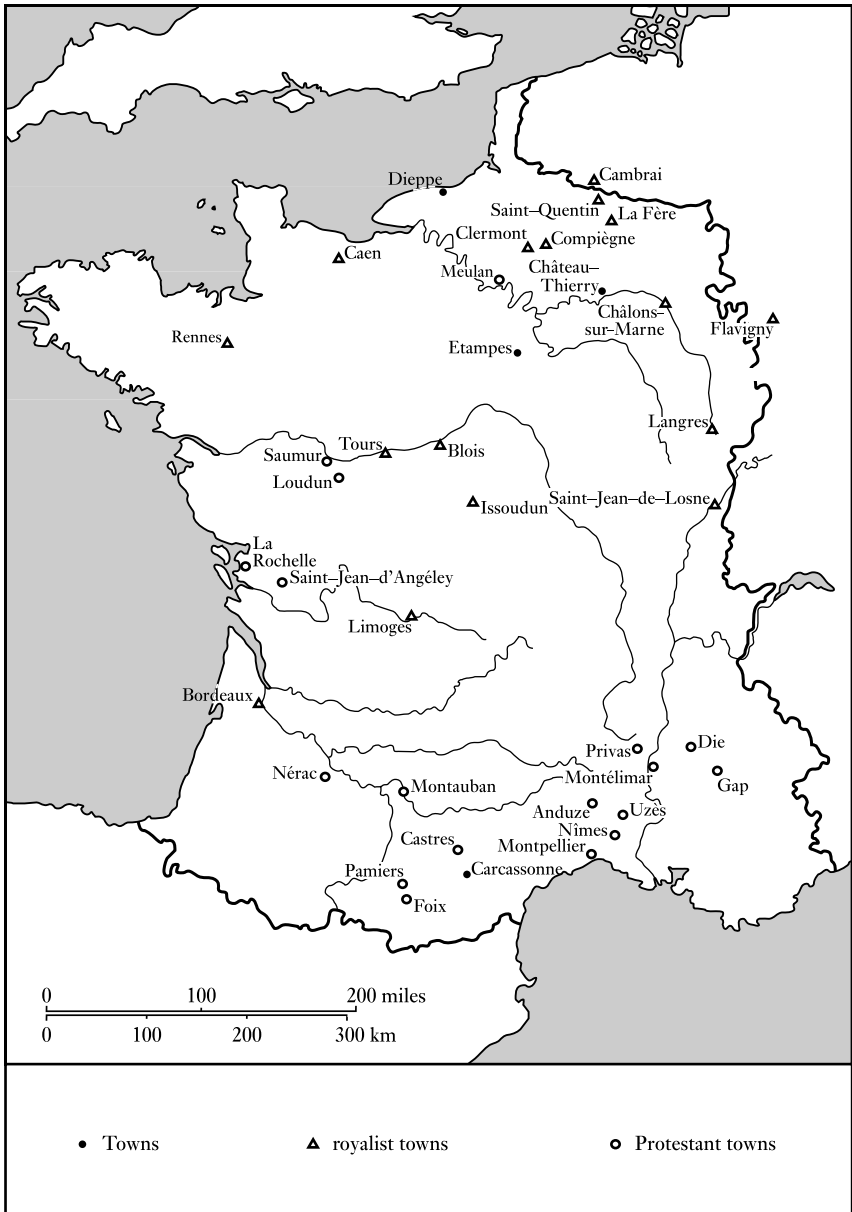 Cambrai
Dieppe
Saint–Quentin
La Fère
Clermont
Compiègne
Caen
Meulan
Château–
Thierry
Châlons–
sur–Marne
Flavigny
Rennes
Etampes
Langres
Saumur
Tours
Blois
Loudun
Issoudun
Saint–Jean–de–Losne
La
Rochelle
Saint–Jean–d’Angéley
Limoges
Bordeaux
Privas
Die
Nérac
Montauban
Montélimar
Gap
Anduze
Uzès
Nîmes
Castres
Montpellier
Pamiers
Carcassonne
Foix
0 100 200 miles
0 100 200 300 km
Towns
royalist towns
Protestant towns